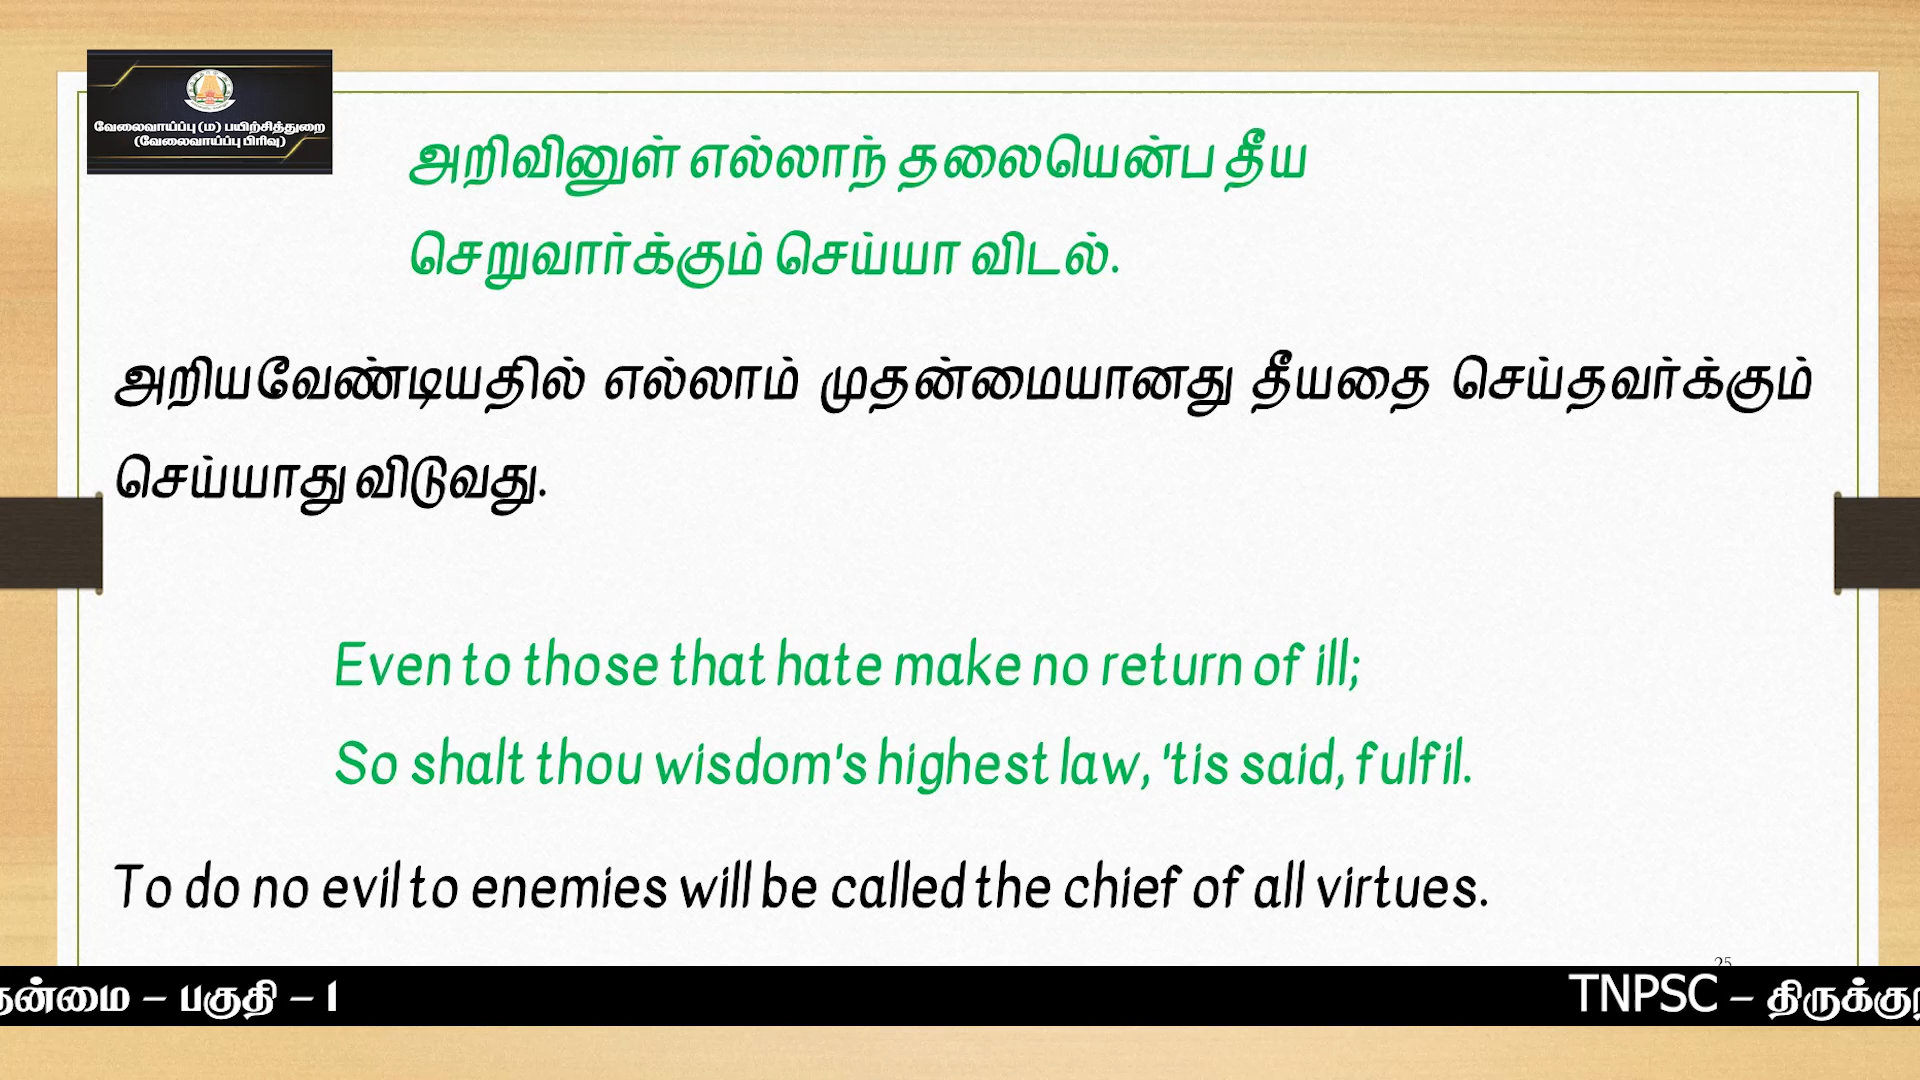 வேலைவாய்ப்பு (ம) பயிற்சித்துறை
(வேலைவாய்ப்பு பிரிவு)
அறிவினுள் எல்லாந் தலையென்ப தீய
செறுவார்க்கும் செய்யா விடல்.
அறியவேண்டியதில் எல்லாம் முதன்மையானது தீயதை செய்தவர்க்கும்
செய்யாது விடுவது.
Even to those that hate make no return of ill;
So shalt thou wisdom's highest law, 'tis said, fulfil.
To do no evil to enemies will be called the chief of all virtues.
25
தன்மை – பகுதி – 1 TNPSC – திருக்குற